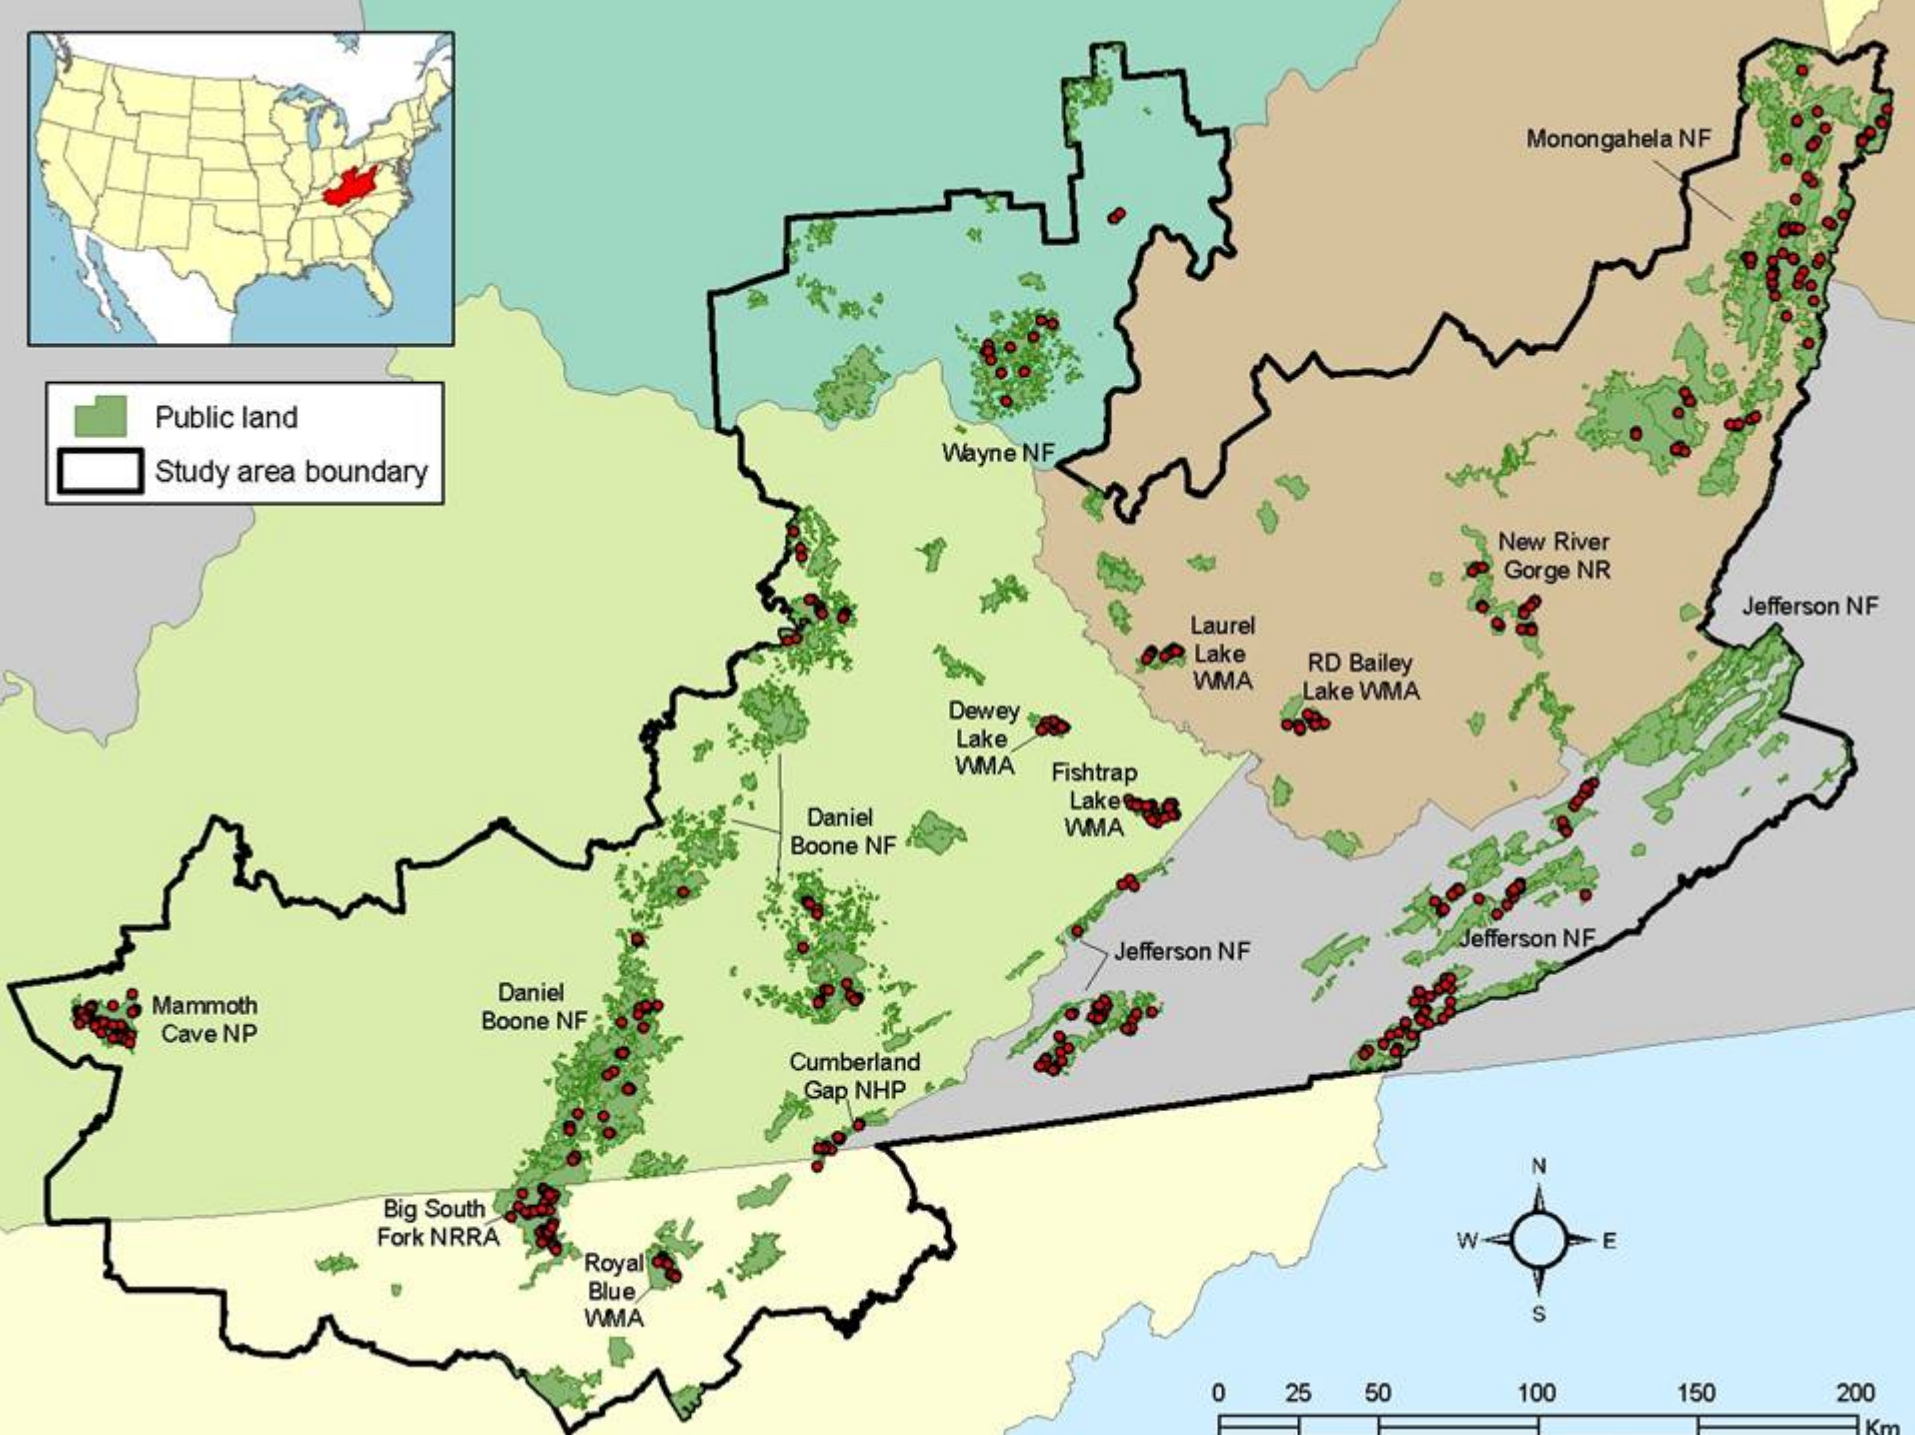 Public land
Study area boundary
Monongahela NF
Wayne NF
New River
Gorge NR
Jefferson NF
Laurel
Lake
WMA
RD Bailey
Lake WMA
Dewey
Lake
WMA
Fishtrap
Lake
WMA
Daniel
Boone NF
Jefferson NF
Jefferson NF
Mammoth
Cave NP
Daniel
Boone NF
Cumberland
Gap NHP
Big South
Fork NRRA
Royal
Blue
WMA
N
W E
S
0 25 50 100 150 200
Km